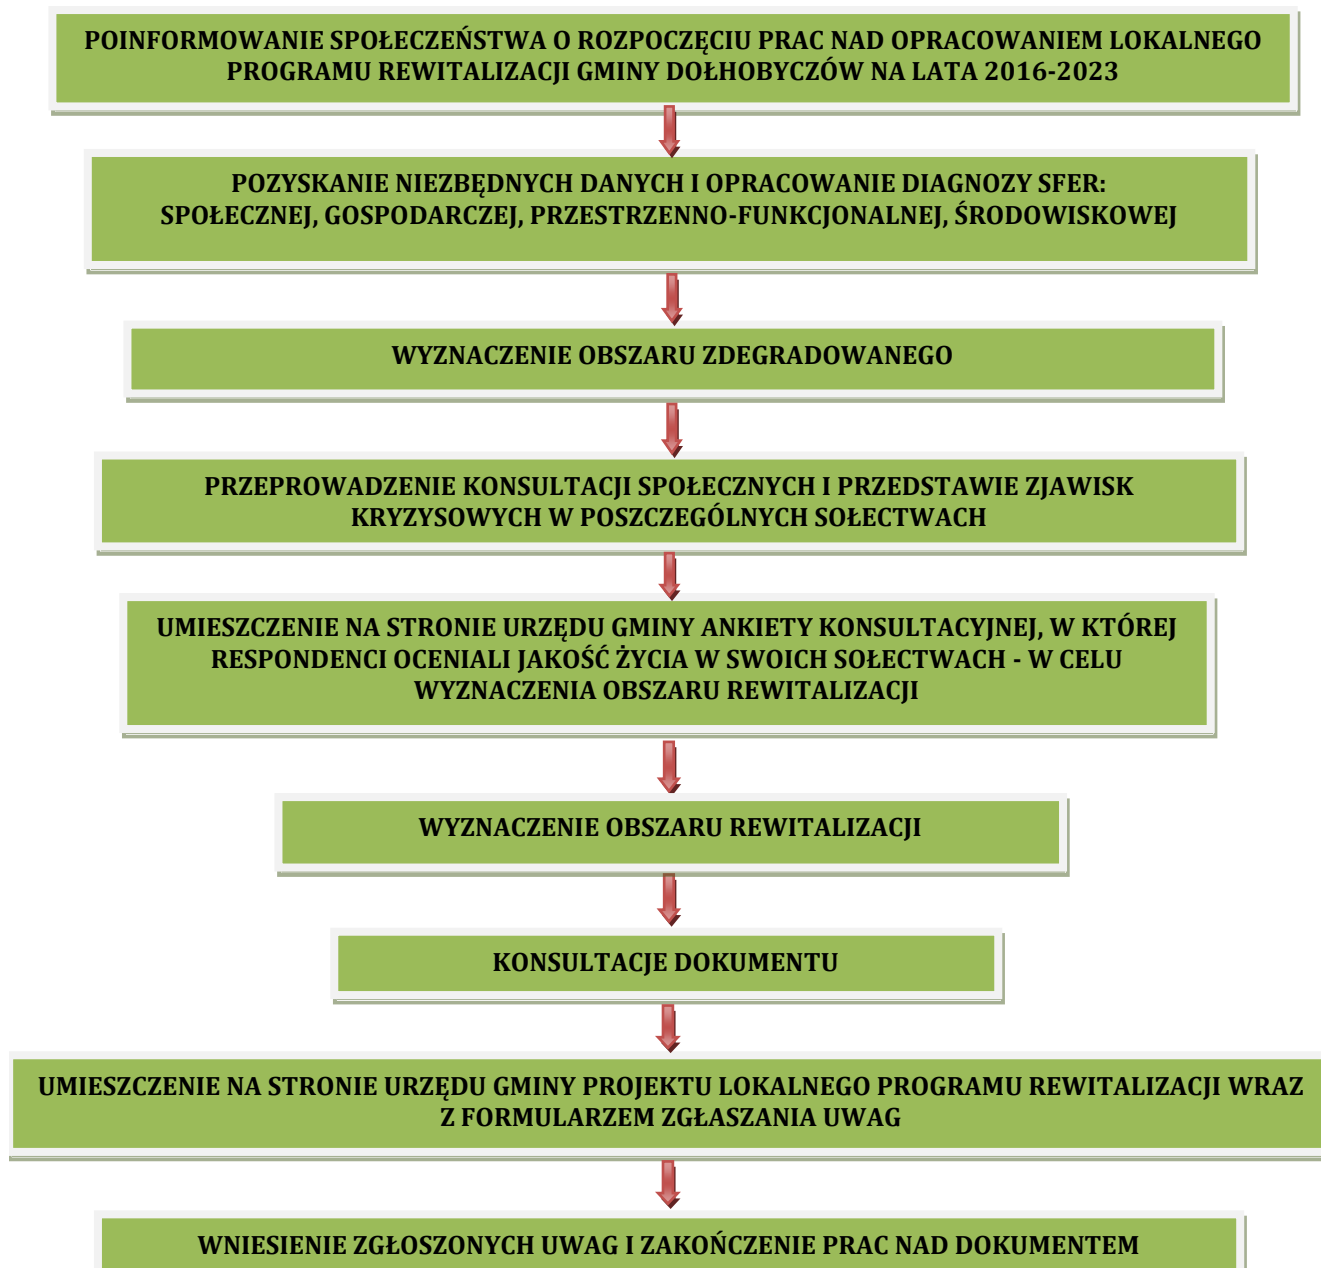 POINFORMOWANIE SPOŁECZEŃSTWA O ROZPOCZĘCIU PRAC NAD OPRACOWANIEM LOKALNEGO
PROGRAMU REWITALIZACJI GMINY DOŁHOBYCZÓW NA LATA 2016-2023
POZYSKANIE NIEZBĘDNYCH DANYCH I OPRACOWANIE DIAGNOZY SFER:
SPOŁECZNEJ, GOSPODARCZEJ, PRZESTRZENNO-FUNKCJONALNEJ, ŚRODOWISKOWEJ
WYZNACZENIE OBSZARU ZDEGRADOWANEGO
PRZEPROWADZENIE KONSULTACJI SPOŁECZNYCH I PRZEDSTAWIE ZJAWISK
KRYZYSOWYCH W POSZCZEGÓLNYCH SOŁECTWACH
UMIESZCZENIE NA STRONIE URZĘDU GMINY ANKIETY KONSULTACYJNEJ, W KTÓREJ
RESPONDENCI OCENIALI JAKOŚĆ ŻYCIA W SWOICH SOŁECTWACH - W CELU
WYZNACZENIA OBSZARU REWITALIZACJI
WYZNACZENIE OBSZARU REWITALIZACJI
KONSULTACJE DOKUMENTU
UMIESZCZENIE NA STRONIE URZĘDU GMINY PROJEKTU LOKALNEGO PROGRAMU REWITALIZACJI WRAZ
Z FORMULARZEM ZGŁASZANIA UWAG
WNIESIENIE ZGŁOSZONYCH UWAG I ZAKOŃCZENIE PRAC NAD DOKUMENTEM